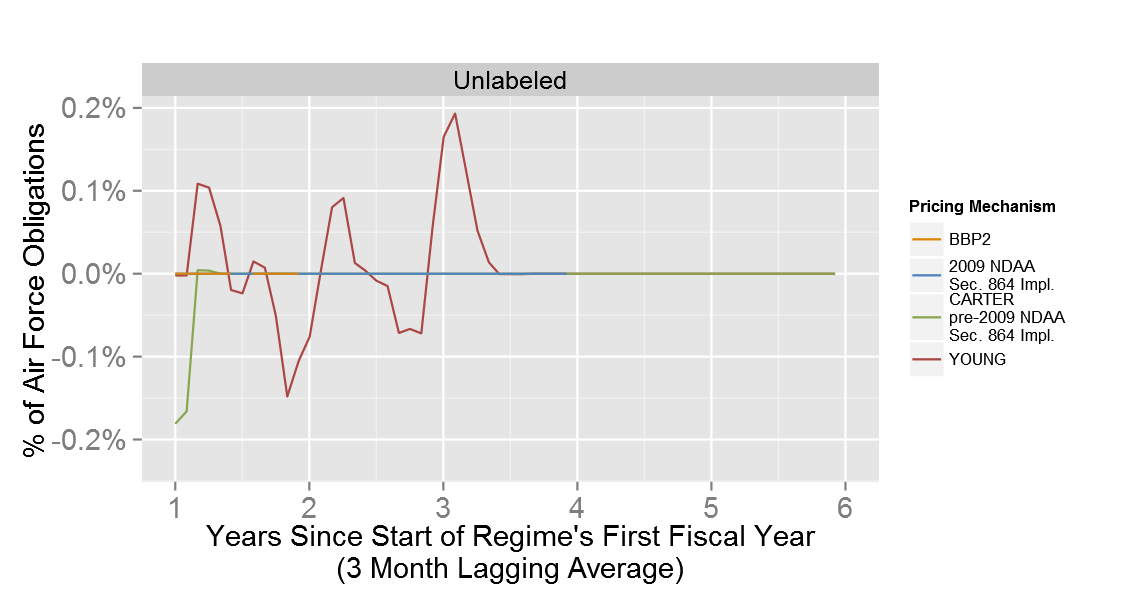 Unlabeled
0.2%
0.1%
0.0%
-0.1%
-0.2%
% of Air Force Obligations
1 2 3 4 5 6
Years Since Start of Regime's First Fiscal Year
(3 Month Lagging Average)
Pricing Mechanism
BBP2
2009 NDAA
Sec. 864 Impl.
CARTER
pre-2009 NDAA
Sec. 864 Impl.
YOUNG